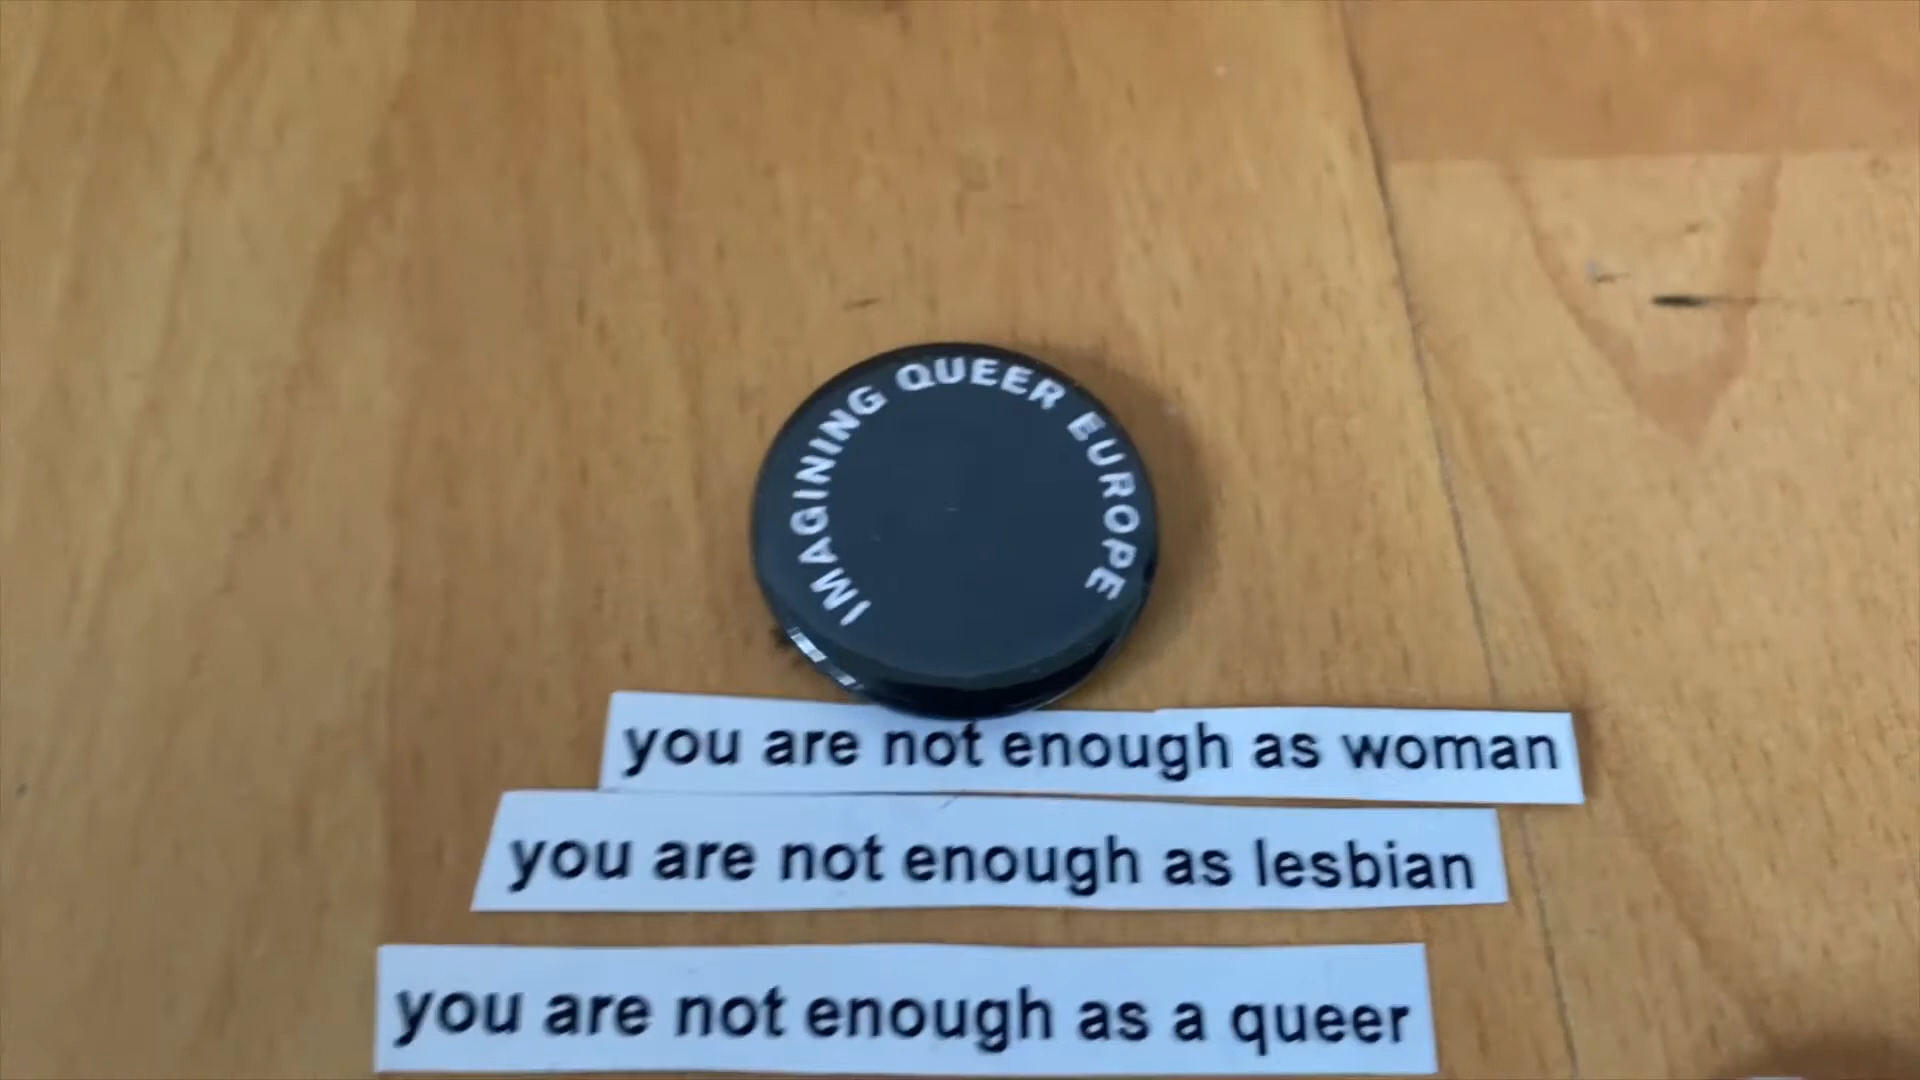 IMAGINING QUEER EUROPE
you are not enough as woman
you are not enough as lesbian
you are not enough as a queer